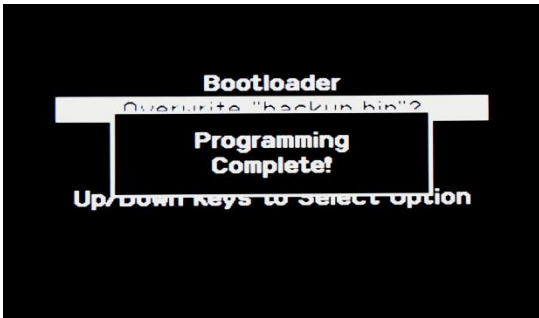 Bootloader
Overwrite "backup.bin"?
Programming
Complete!
Up/Down Keys to Select Option